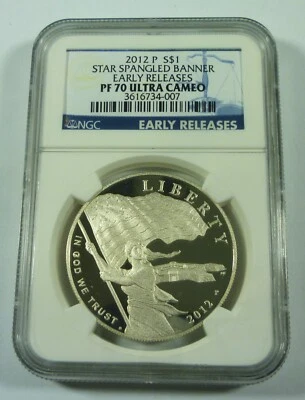 2012 P S$1
STAR SPANGLED BANNER
EARLY RELEASES
PF 70 ULTRA CAMEO
3616734-007
NGC
EARLY RELEASES
LIBERTY
IN GOD WE TRUST
2012